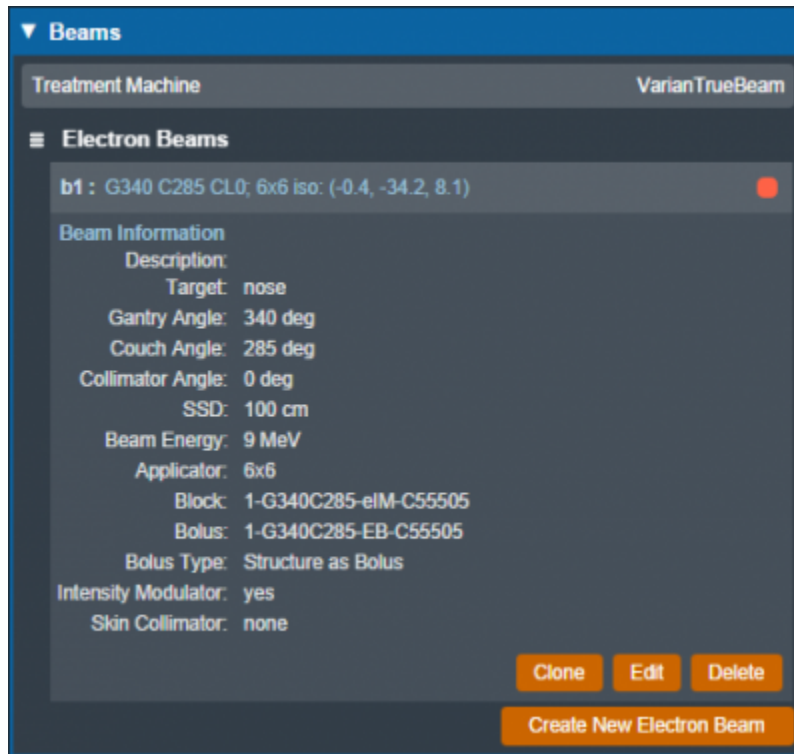 Beams
Treatment Machine VarianTrueBeam
Electron Beams
b1 : G340 C285 CL0; 6x6 iso: (-0.4, -34.2, 8.1)
Beam Information
Description:
Target: nose
Gantry Angle: 340 deg
Couch Angle: 285 deg
Collimator Angle: 0 deg
SSD: 100 cm
Beam Energy: 9 MeV
Applicator: 6x6
Block: 1-G340C285-eIM-C55505
Bolus: 1-G340C285-EB-C55505
Bolus Type: Structure as Bolus
Intensity Modulator: yes
Skin Collimator: none
Clone Edit Delete
Create New Electron Beam